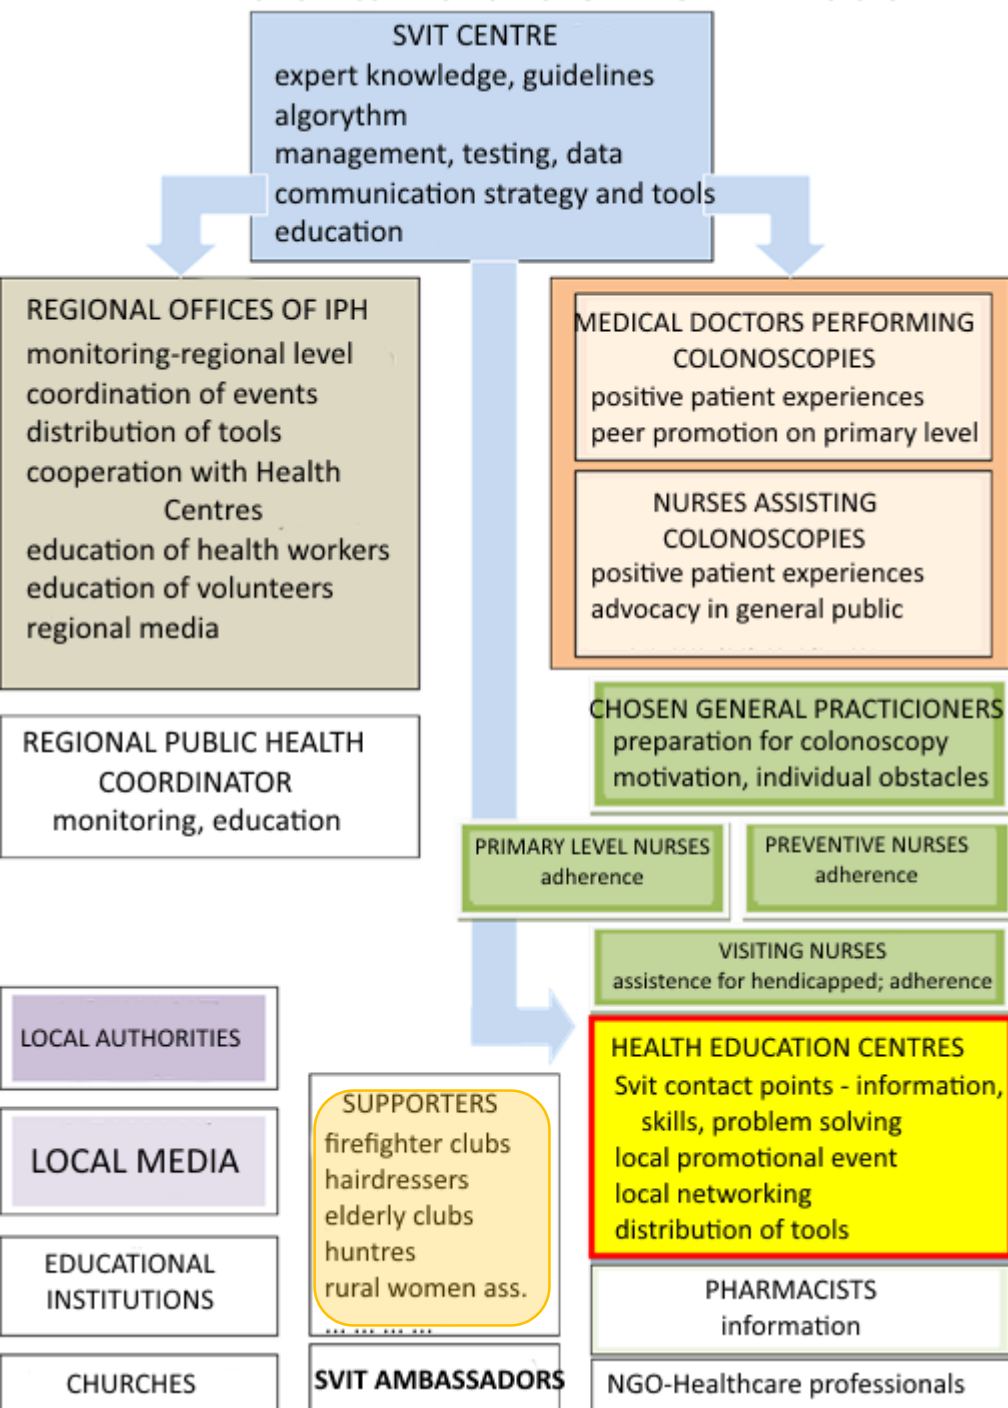 SVIT CENTRE
expert knowledge, guidelines
algorythm
management, testing, data
communication strategy and tools
education
REGIONAL OFFICES OF IPH
monitoring-regional level
coordination of events
distribution of tools
cooperation with Health
Centres
education of health workers
education of volunteers
regional media
MEDICAL DOCTORS PERFORMING
COLONOSCOPIES
positive patient experiences
peer promotion on primary level
NURSES ASSISTING
COLONOSCOPIES
positive patient experiences
advocacy in general public
REGIONAL PUBLIC HEALTH
COORDINATOR
monitoring, education
CHOSEN GENERAL PRACTICIONERS
preparation for colonoscopy
motivation, individual obstacles
PRIMARY LEVEL NURSES
adherence
PREVENTIVE NURSES
adherence
VISITING NURSES
assistence for hendicapped; adherence
LOCAL AUTHORITIES
LOCAL MEDIA
EDUCATIONAL
INSTITUTIONS
CHURCHES
SUPPORTERS
firefighter clubs
hairdressers
elderly clubs
huntres
rural women ass.
... ... ... ...
SVIT AMBASSADORS
HEALTH EDUCATION CENTRES
Svit contact points - information,
skills, problem solving
local promotional event
local networking
distribution of tools
PHARMACISTS
information
NGO-Healthcare professionals